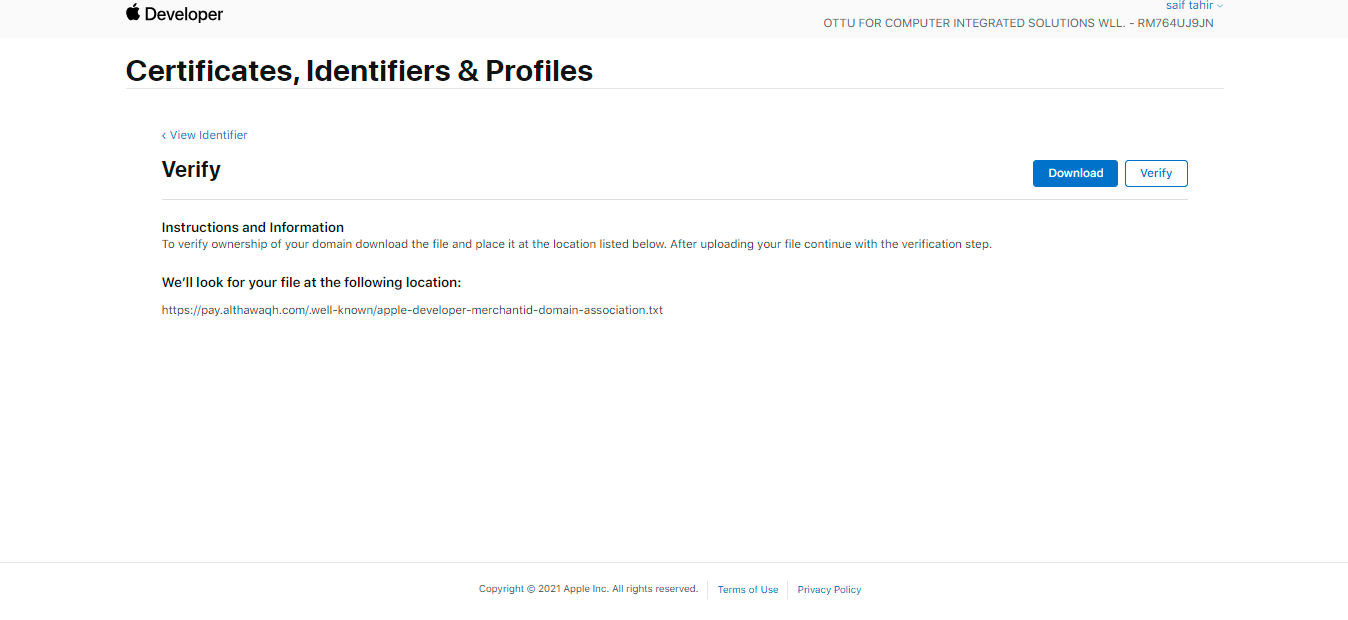 Developer
saif tahir
OTTU FOR COMPUTER INTEGRATED SOLUTIONS WLL. - RM764UJ9JN
Certificates, Identifiers & Profiles
‹ View Identifier
Verify
Download
Verify
Instructions and Information
To verify ownership of your domain download the file and place it at the location listed below. After uploading your file continue with the verification step.
We'll look for your file at the following location:
https://pay.althawaqh.com/.well-known/apple-developer-merchantid-domain-association.txt
Copyright © 2021 Apple Inc. All rights reserved.
Terms of Use
Privacy Policy